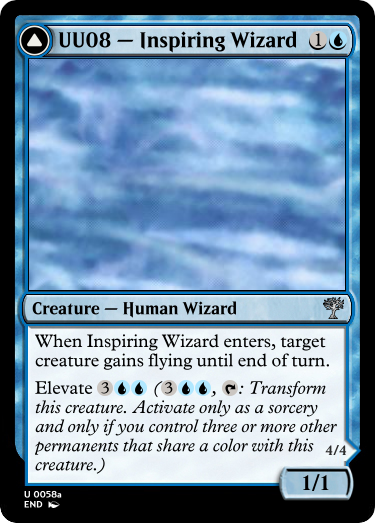 UU08 — Inspiring Wizard 1
Creature — Human Wizard
When Inspiring Wizard enters, target
creature gains flying until end of turn.
Elevate 3 (3, : Transform
this creature. Activate only as a sorcery
and only if you control three or more other
permanents that share a color with this
creature.)
4/4
1/1
U 0058a
END